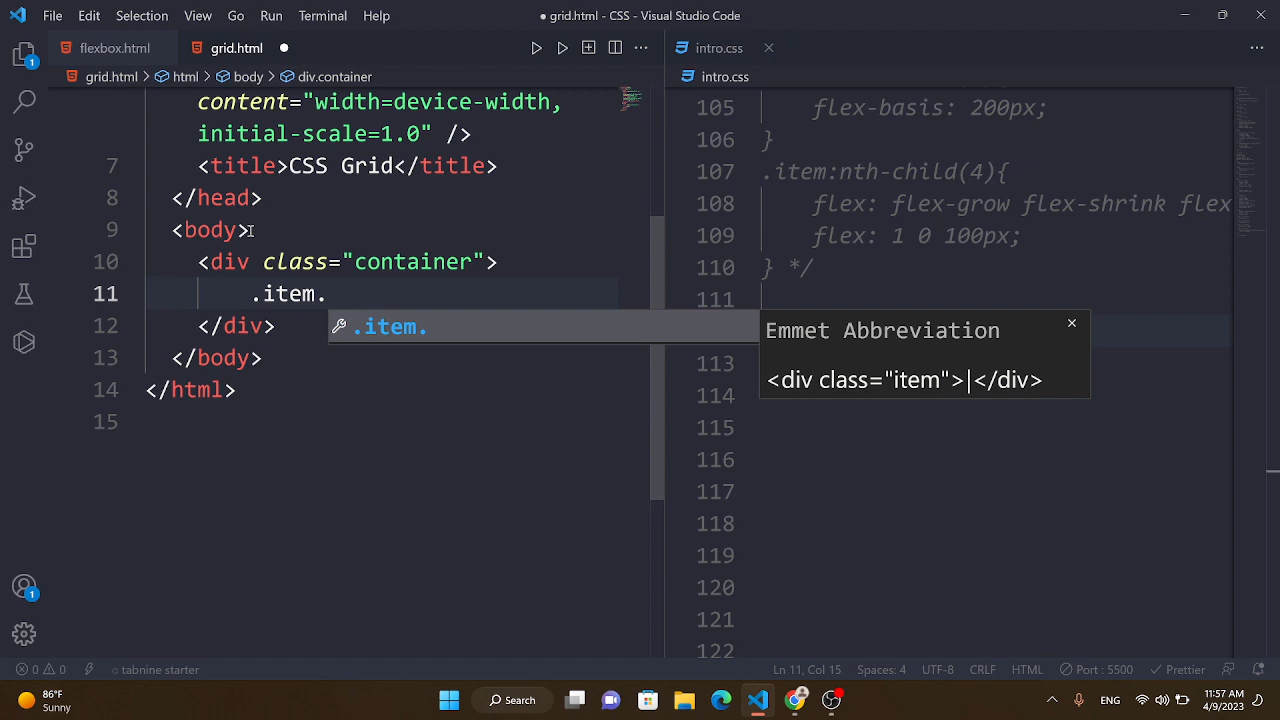 File Edit Selection View Go Run Terminal Help
● grid.html - CSS - Visual Studio Code
flexbox.html
grid.html
grid.html > html > body > div.container
content="width=device-width,
initial-scale=1.0" />
7 <title>CSS Grid</title>
8 </head>
9 <body>
10 <div class="container">
11 .item.
12 </div>
13 </body>
14 </html>
15
.item.
Emmet Abbreviation
<div class="item">|</div>
intro.css
intro.css
105 flex-basis: 200px;
106 }
107 .item:nth-child(4){
108 flex: flex-grow flex-shrink flex
109 flex: 1 0 100px;
110 } */
111
113
114
115
116
117
118
119
120
121
122
1
1
0 0 tabnine starter
Ln 11, Col 15 Spaces: 4 UTF-8 CRLF HTML Port : 5500 Prettier
86°F
Sunny
Search
ENG
11:57 AM
4/9/2023